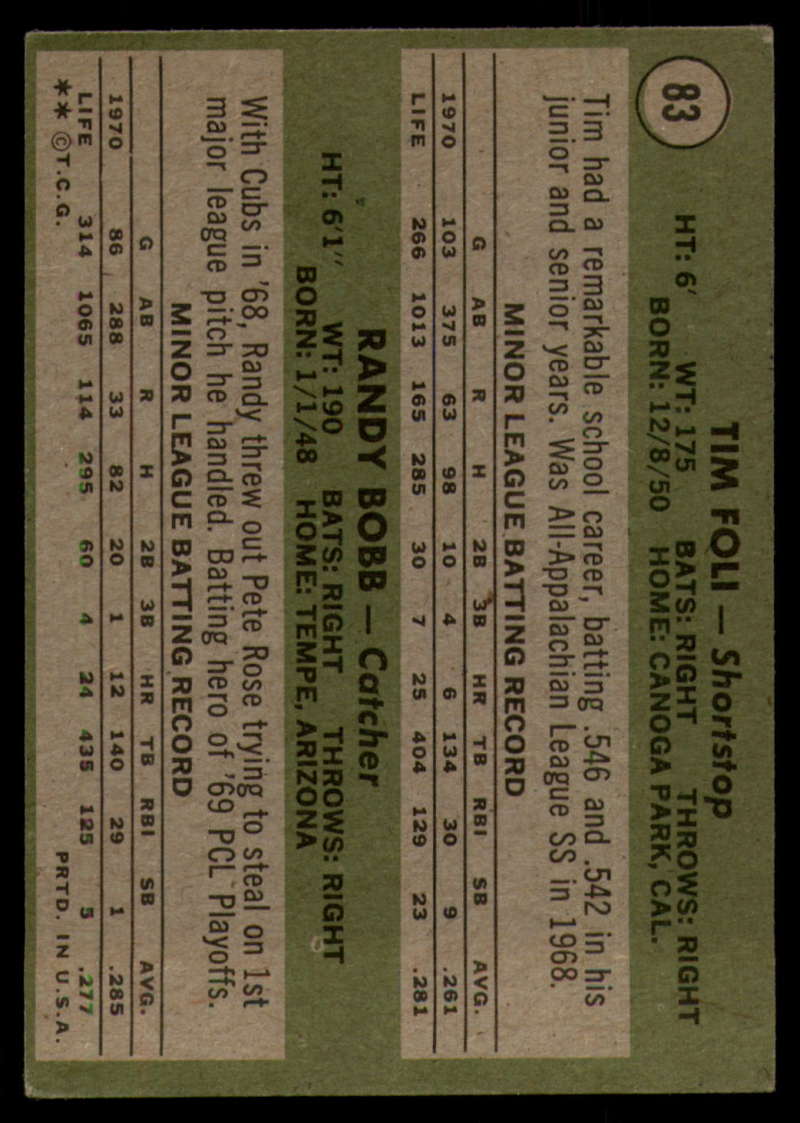 83
TIM FOLI — Shortstop
HT: 6' WT: 175 BATS: RIGHT THROWS: RIGHT
BORN: 12/8/50 HOME: CANOGA PARK, CAL.
Tim had a remarkable school career, batting .546 and .542 in his
junior and senior years. Was All-Appalachian League SS in 1968.
MINOR LEAGUE BATTING RECORD
G AB R H 2B 3B HR TB RBI SB AVG.
1970 103 375 63 98 10 4 6 134 30 9 .261
LIFE 266 1013 165 285 30 7 25 404 129 23 .281
RANDY BOBB — Catcher
HT: 6'1" WT: 190 BATS: RIGHT THROWS: RIGHT
BORN: 1/1/48 HOME: TEMPE, ARIZONA
With Cubs in '68, Randy threw out Pete Rose trying to steal on 1st
major league pitch he handled. Batting hero of '69 PCL Playoffs.
MINOR LEAGUE BATTING RECORD
G AB R H 2B 3B HR TB RBI SB AVG.
1970 86 288 33 82 20 1 12 140 29 1 .285
LIFE 314 1065 114 295 60 4 24 435 125 5 .277
** ©T.C.G. PRTD. IN U.S.A.